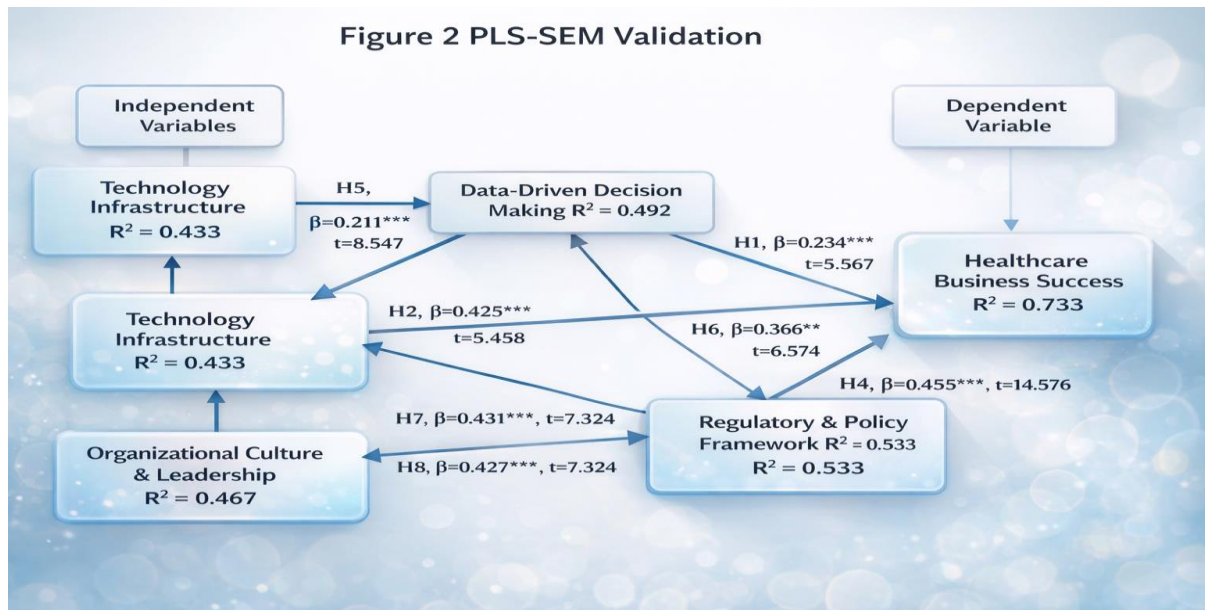 Figure 2 PLS-SEM Validation
Independent
Variables
Dependent
Variable
Technology
Infrastructure
R² = 0.433
H5,
β=0.211***
t=8.547
Data-Driven Decision
Making R² = 0.492
H1, β=0.234***
t=5.567
Healthcare
Business Success
R² = 0.733
Technology
Infrastructure
R² = 0.433
H2, β=0.425***
t=5.458
H6, β=0.366**
t=6.574
H4, β=0.455***, t=14.576
H7, β=0.431***, t=7.324
H8, β=0.427***, t=7.324
Organizational Culture
& Leadership
R² = 0.467
Regulatory & Policy
Framework R² = 0.533
R² = 0.533